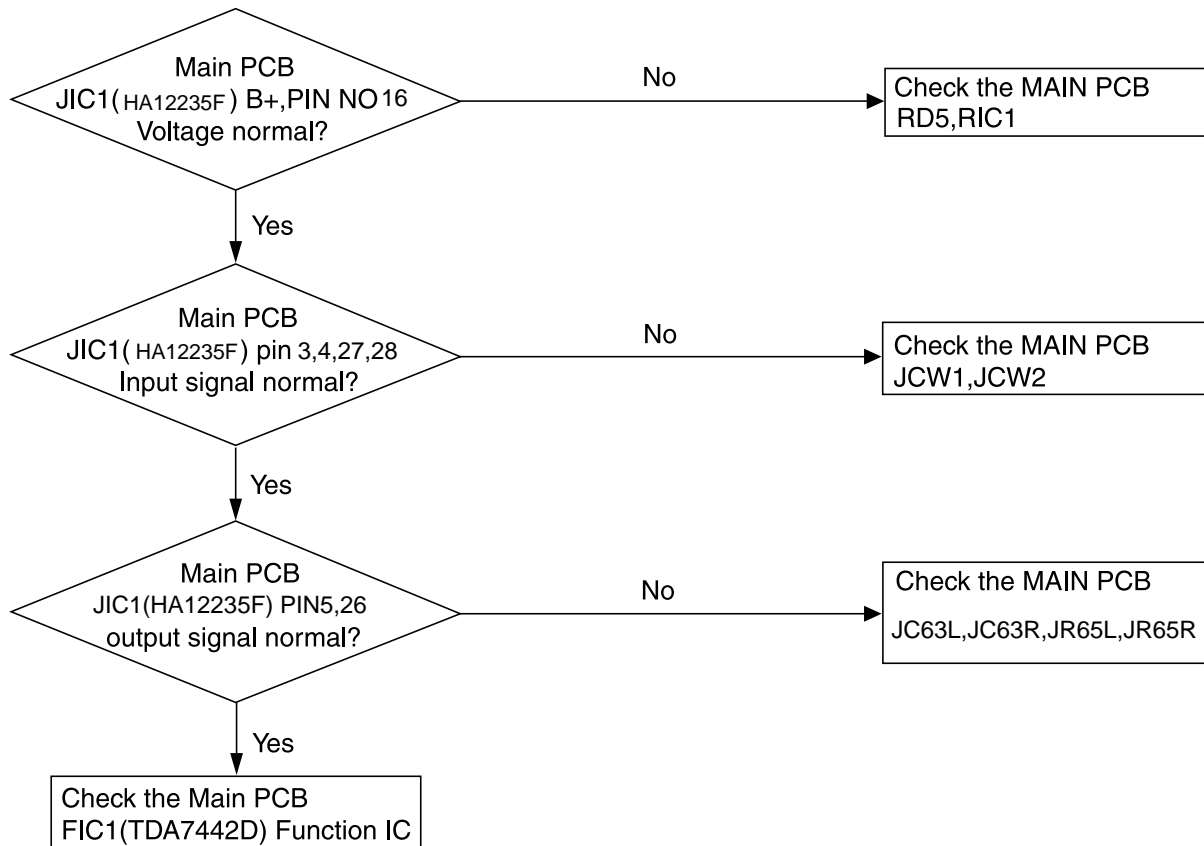 Main PCB
JIC1(HA12235F) B+,PIN NO16
Voltage normal?
No
Check the MAIN PCB
RD5,RIC1
Yes
Main PCB
JIC1( HA12235F) pin 3,4,27,28
Input signal normal?
No
Check the MAIN PCB
JCW1,JCW2
Yes
Main PCB
JIC1(HA12235F) PIN5,26
output signal normal?
No
Check the MAIN PCB
JC63L,JC63R,JR65L,JR65R
Yes
Check the Main PCB
FIC1(TDA7442D) Function IC